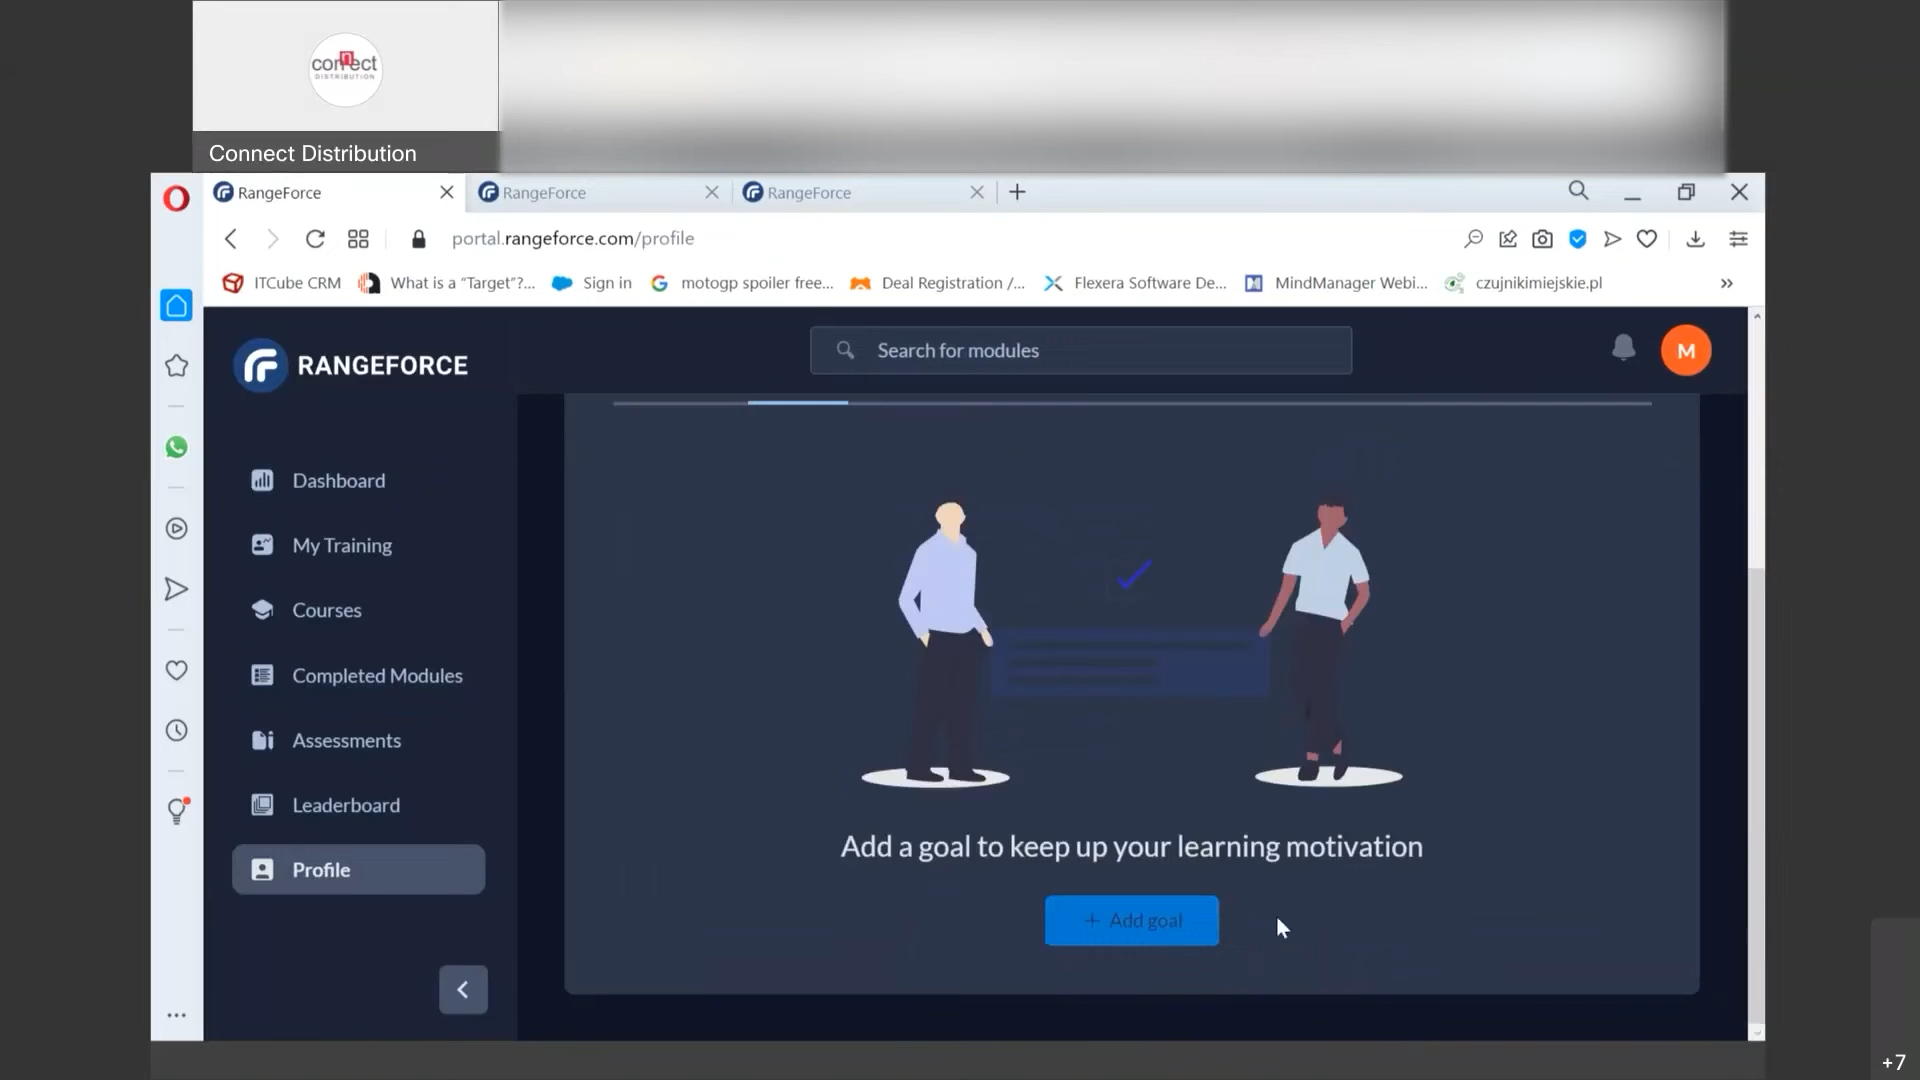 connect
DISTRIBUTION
Connect Distribution
RangeForce
RangeForce
RangeForce
portal.rangeforce.com/profile
ITCube CRM
What is a “Target”?...
Sign in
motogp spoiler free...
Deal Registration /...
Flexera Software De...
MindManager Webi...
czujnikimiejskie.pl
»
RANGEFORCE
Search for modules
M
Dashboard
My Training
Courses
Completed Modules
Assessments
Leaderboard
Profile
Add a goal to keep up your learning motivation
+ Add goal
+7